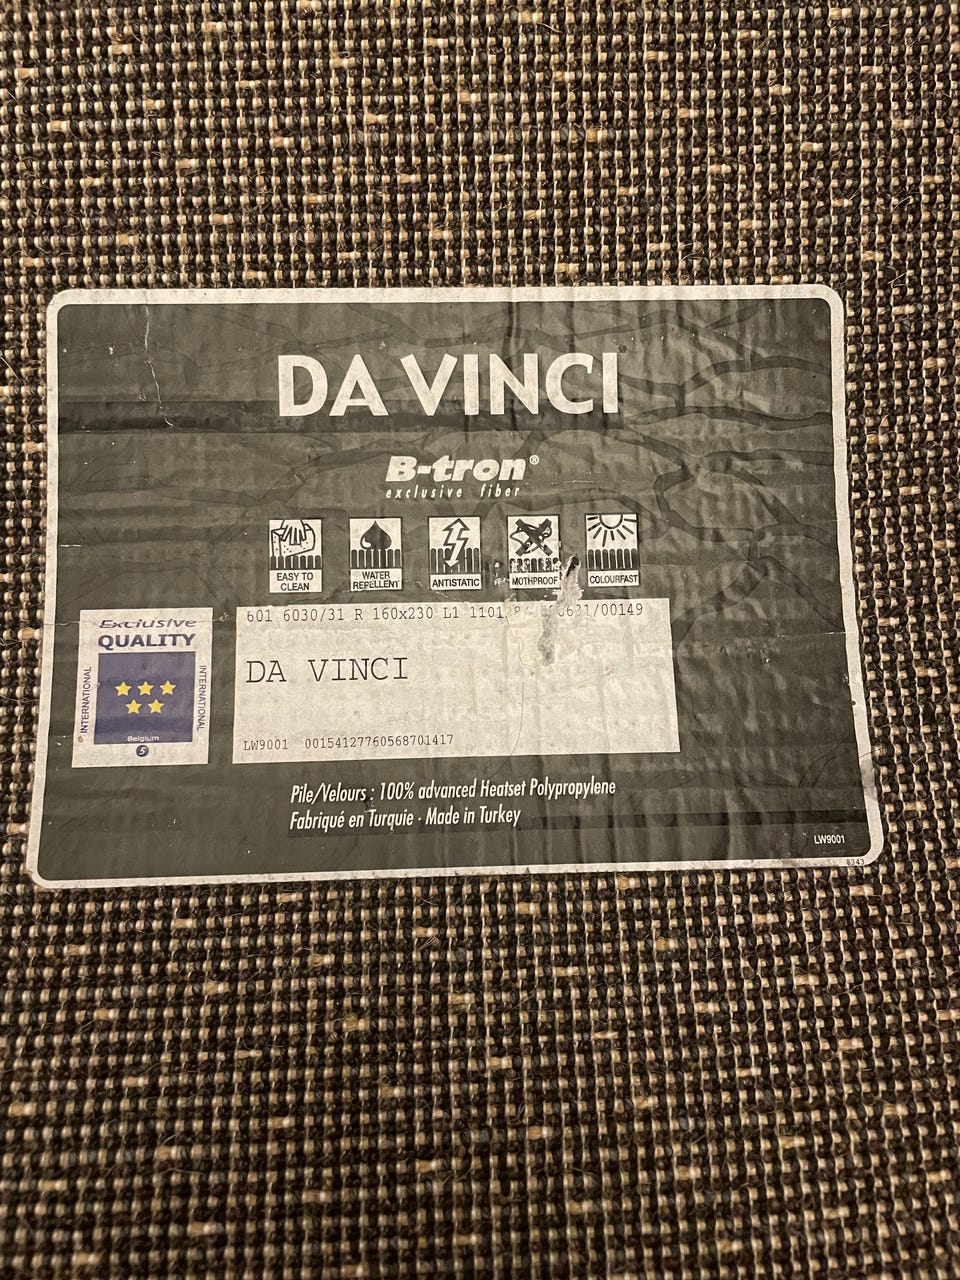 DA VINCI
B-tron®
exclusive fiber
EASY TO CLEAN
WATER REPELLENT
ANTISTATIC
MOTHPROOF
COLOURFAST
601 6030/31 R 160x230 L1 /00149
Exclusive
QUALITY
INTERNATIONAL
INTERNATIONAL
Belgium
5
DA VINCI
LW9001 00154127760568701417
Pile/Velours : 100% advanced Heatset Polypropylene
Fabriqué en Turquie · Made in Turkey
LW9001
8343